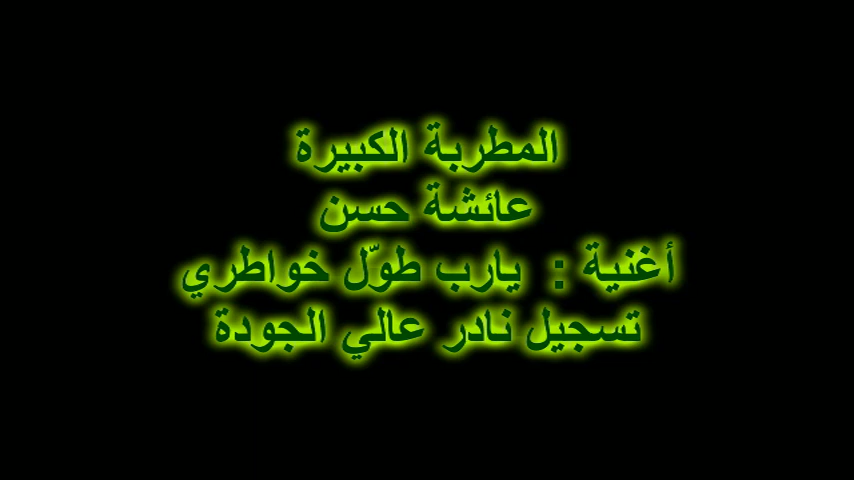 المطربة الكبيرة
عائشة حسن
أغنية : يارب طوّل خواطري
تسجيل نادر عالي الجودة